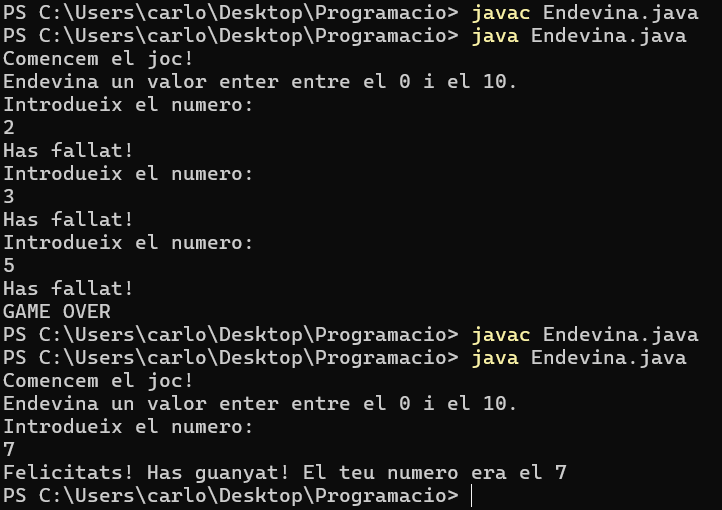 PS C:\Users\carlo\Desktop\Programacio> javac Endevina.java
PS C:\Users\carlo\Desktop\Programacio> java Endevina.java
Comencem el joc!
Endevina un valor enter entre el 0 i el 10.
Introdueix el numero:
2
Has fallat!
Introdueix el numero:
3
Has fallat!
Introdueix el numero:
5
Has fallat!
GAME OVER
PS C:\Users\carlo\Desktop\Programacio> javac Endevina.java
PS C:\Users\carlo\Desktop\Programacio> java Endevina.java
Comencem el joc!
Endevina un valor enter entre el 0 i el 10.
Introdueix el numero:
7
Felicitats! Has guanyat! El teu numero era el 7
PS C:\Users\carlo\Desktop\Programacio>